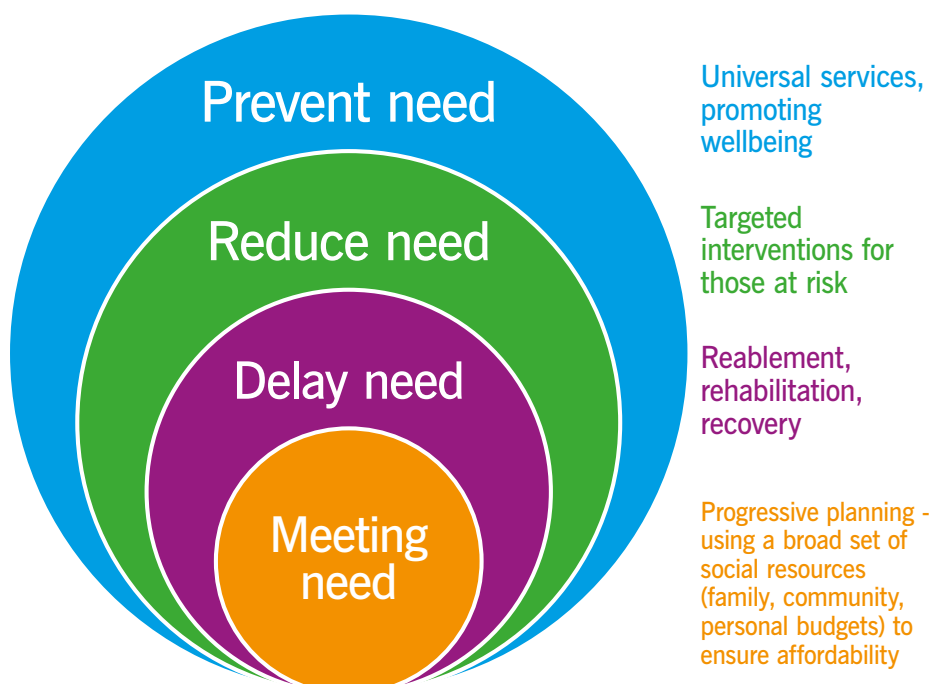 Prevent need
Universal services,
promoting
wellbeing
Reduce need
Targeted
interventions for
those at risk
Delay need
Reablement,
rehabilitation,
recovery
Meeting
need
Progressive planning -
using a broad set of
social resources
(family, community,
personal budgets) to
ensure affordability